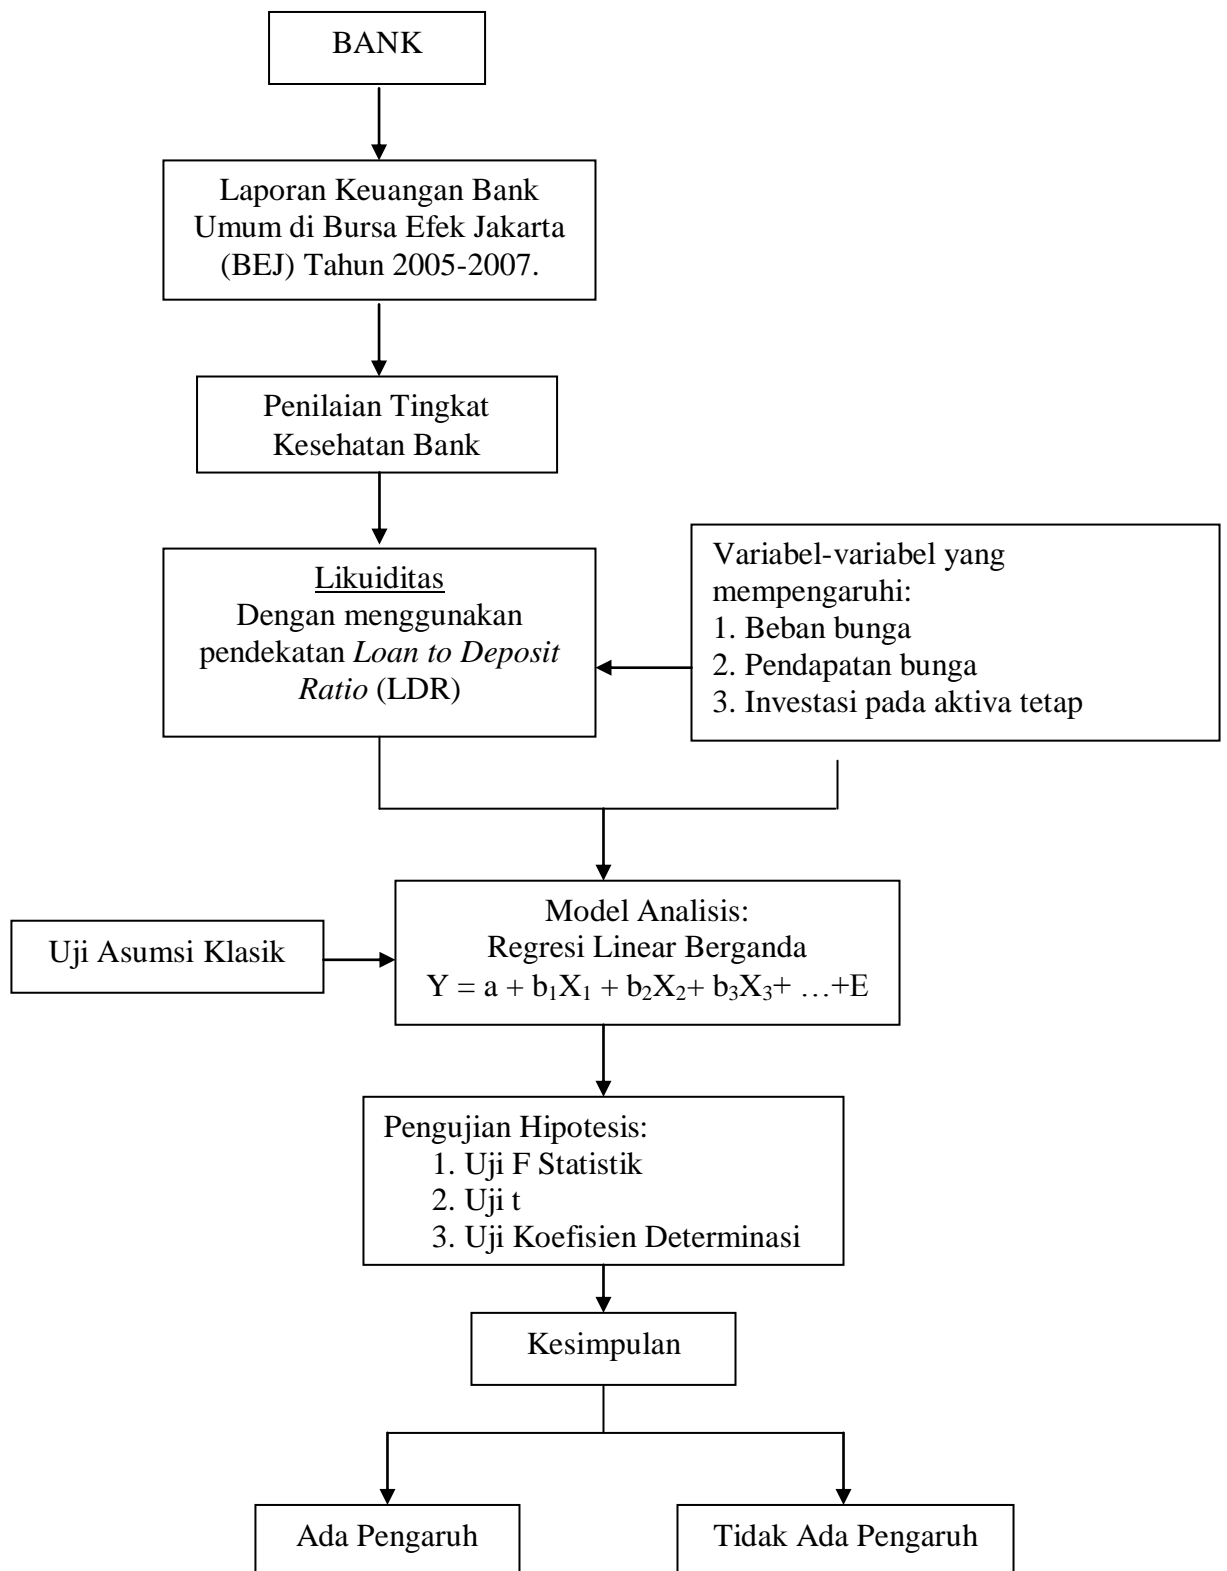 BANK
Laporan Keuangan Bank
Umum di Bursa Efek Jakarta
(BEJ) Tahun 2005-2007.
Penilaian Tingkat
Kesehatan Bank
Likuiditas
Dengan menggunakan
pendekatan Loan to Deposit
Ratio (LDR)
Variabel-variabel yang
mempengaruhi:
1. Beban bunga
2. Pendapatan bunga
3. Investasi pada aktiva tetap
Uji Asumsi Klasik
Model Analisis:
Regresi Linear Berganda
Y = a + b₁X₁ + b₂X₂+ b₃X₃+ …+E
Pengujian Hipotesis:
1. Uji F Statistik
2. Uji t
3. Uji Koefisien Determinasi
Kesimpulan
Ada Pengaruh
Tidak Ada Pengaruh